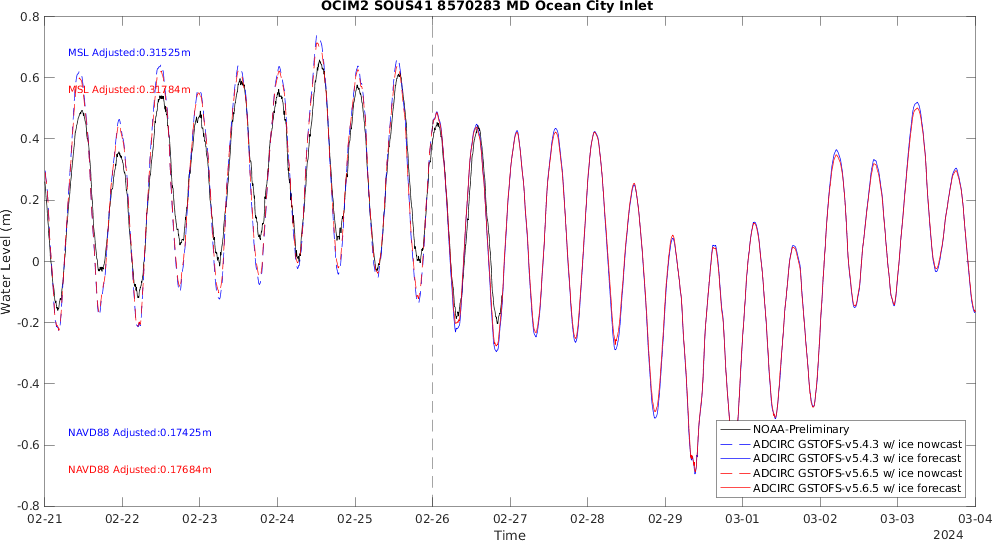 OCIM2 SOUS41 8570283 MD Ocean City Inlet
MSL Adjusted:0.31525m
MSL Adjusted:0.31784m
NAVD88 Adjusted:0.17425m
NAVD88 Adjusted:0.17684m
Water Level (m)
0.8
0.6
0.4
0.2
0
-0.2
-0.4
-0.6
-0.8
NOAA-Preliminary
ADCIRC GSTOFS-v5.4.3 w/ ice nowcast
ADCIRC GSTOFS-v5.4.3 w/ ice forecast
ADCIRC GSTOFS-v5.6.5 w/ ice nowcast
ADCIRC GSTOFS-v5.6.5 w/ ice forecast
02-21 02-22 02-23 02-24 02-25 02-26 02-27 02-28 02-29 03-01 03-02 03-03 03-04
Time
2024